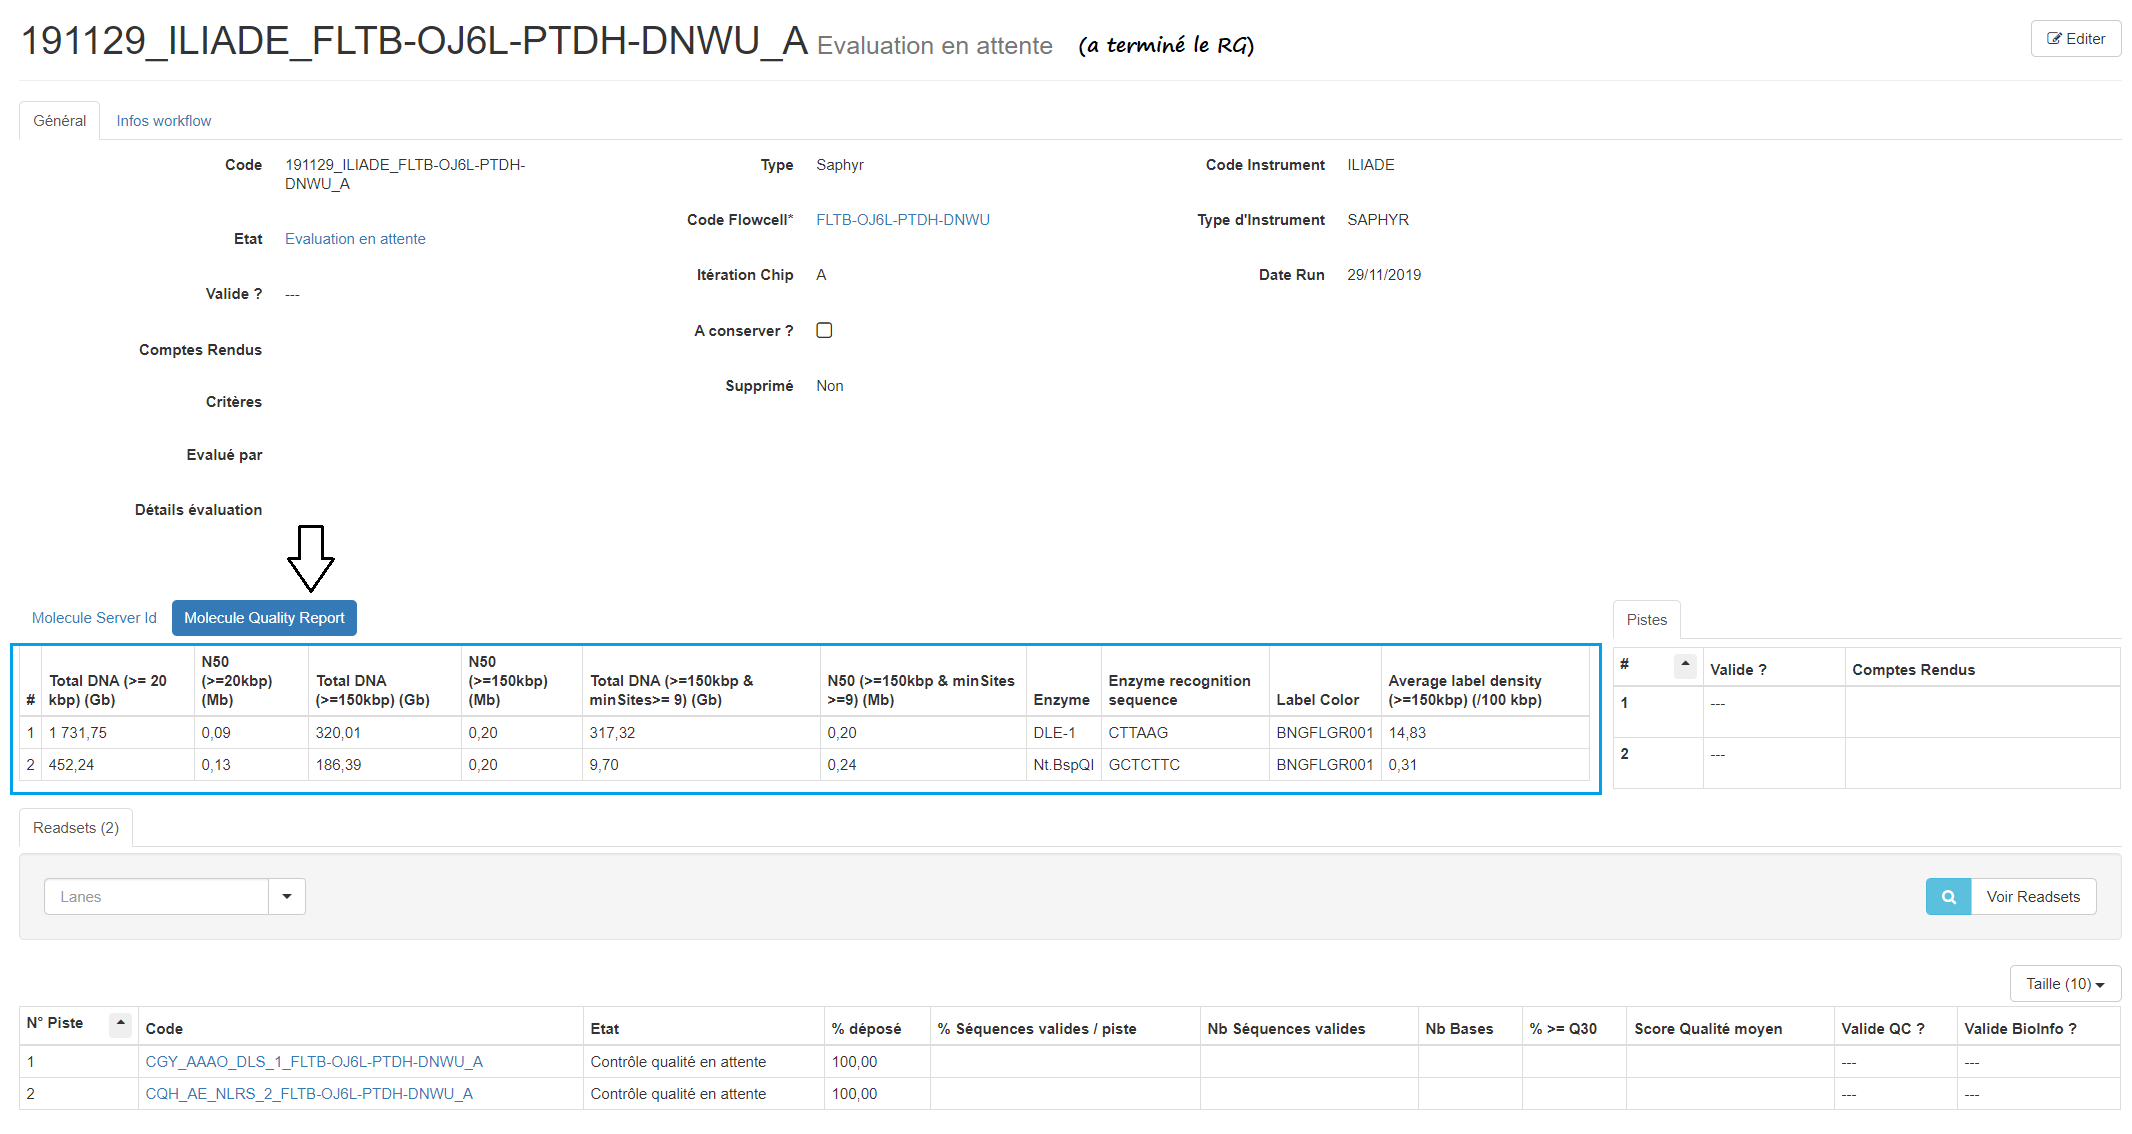 191129_ILIADE_FLTB-OJ6L-PTDH-DNWU_A Evaluation en attente (a terminé le RG)
Editer
Général Infos workflow
Code 191129_ILIADE_FLTB-OJ6L-PTDH-
DNWU_A
Etat Evaluation en attente
Valide ? ---
Comptes Rendus
Critères
Evalué par
Détails évaluation
Type Saphyr
Code Flowcell* FLTB-OJ6L-PTDH-DNWU
Itération Chip A
A conserver ?
Supprimé Non
Code Instrument ILIADE
Type d'Instrument SAPHYR
Date Run 29/11/2019
Molecule Server Id Molecule Quality Report
# Total DNA (>= 20 kbp) (Gb) N50 (>=20kbp) (Mb) Total DNA (>=150kbp) (Gb) N50 (>=150kbp) (Mb) Total DNA (>=150kbp & minSites>= 9) (Gb) N50 (>=150kbp & minSites >=9) (Mb) Enzyme Enzyme recognition sequence Label Color Average label density (>=150kbp) (/100 kbp)
1 1 731,75 0,09 320,01 0,20 317,32 0,20 DLE-1 CTTAAG BNGFLGR001 14,83
2 452,24 0,13 186,39 0,20 9,70 0,24 Nt.BspQI GCTCTTC BNGFLGR001 0,31
Pistes
# Valide ? Comptes Rendus
1 ---
2 ---
Readsets (2)
Lanes
Voir Readsets
Taille (10)
N° Piste Code Etat % déposé % Séquences valides / piste Nb Séquences valides Nb Bases % >= Q30 Score Qualité moyen Valide QC ? Valide BioInfo ?
1 CGY_AAAO_DLS_1_FLTB-OJ6L-PTDH-DNWU_A Contrôle qualité en attente 100,00 --- ---
2 CQH_AE_NLRS_2_FLTB-OJ6L-PTDH-DNWU_A Contrôle qualité en attente 100,00 --- ---